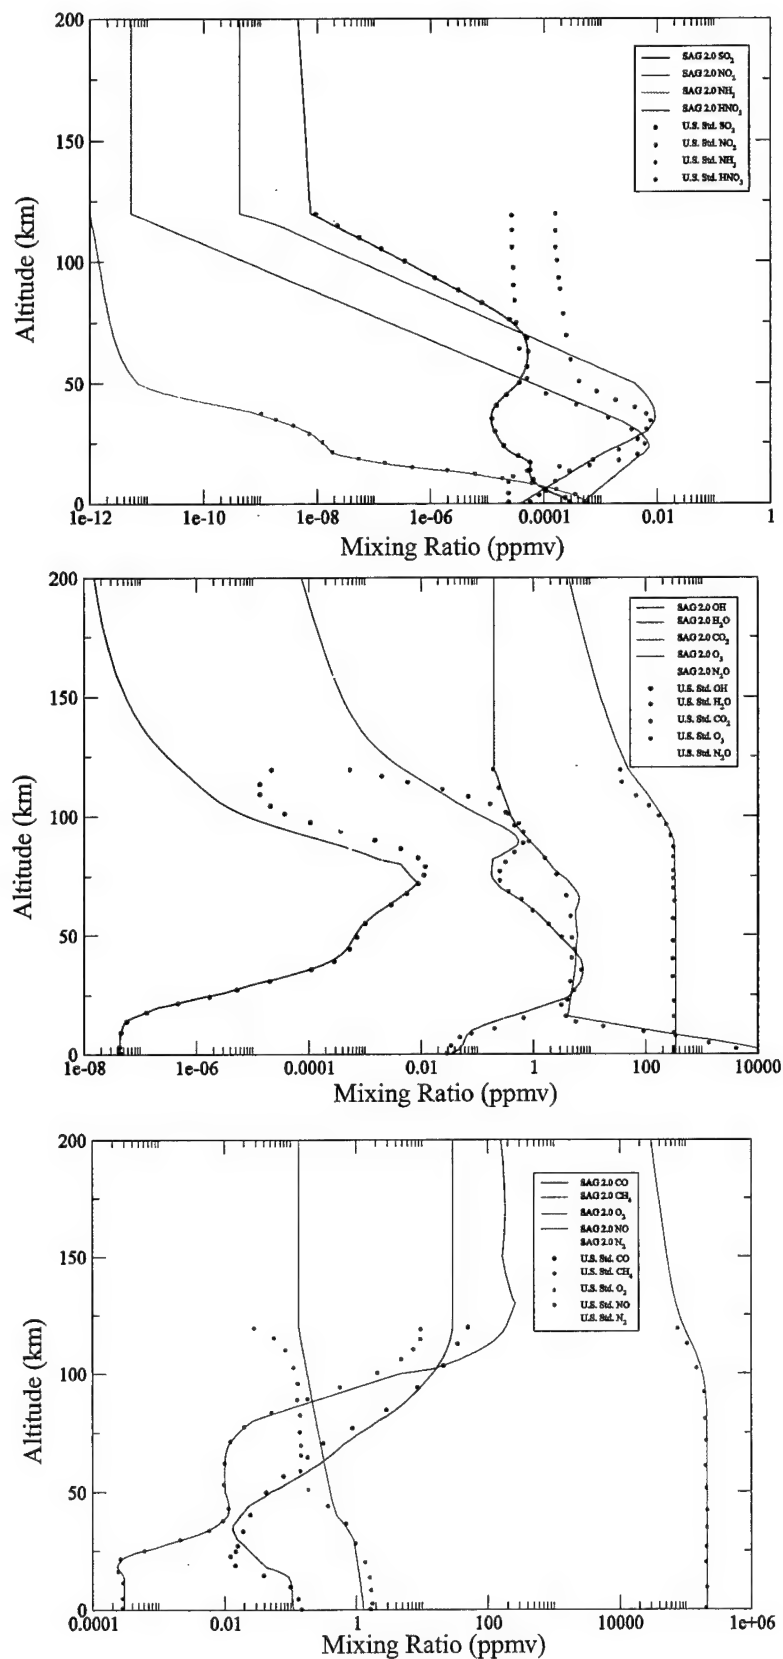 200
150
100
50
0
Altitude (km)
SAG 2.0 SO2
SAG 2.0 NO2
SAG 2.0 NH3
SAG 2.0 HNO3
U.S. Std. SO2
U.S. Std. NO2
U.S. Std. NH3
U.S. Std. HNO3
1e-12 1e-10 1e-08 1e-06 0.0001 0.01 1
Mixing Ratio (ppmv)
200
150
100
50
0
Altitude (km)
SAG 2.0 OH
SAG 2.0 H2O
SAG 2.0 CO2
SAG 2.0 O3
SAG 2.0 N2O
U.S. Std. OH
U.S. Std. H2O
U.S. Std. CO2
U.S. Std. O3
U.S. Std. N2O
1e-08 1e-06 0.0001 0.01 1 100 10000
Mixing Ratio (ppmv)
200
150
100
50
0
Altitude (km)
SAG 2.0 CO
SAG 2.0 CH4
SAG 2.0 O2
SAG 2.0 NO
SAG 2.0 N2
U.S. Std. CO
U.S. Std. CH4
U.S. Std. O2
U.S. Std. NO
U.S. Std. N2
0.0001 0.01 1 100 10000 1e+06
Mixing Ratio (ppmv)